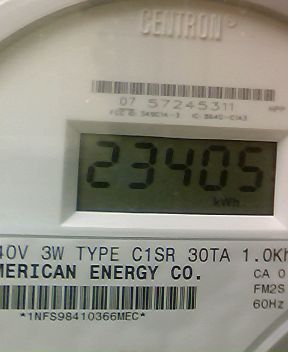 CENTRON
07 57245311
23405
kWh
40V 3W TYPE C1SR 30TA 1.0Kh
MERICAN ENERGY CO.
CA 0
FM2S
60Hz
*1NFS98410366MEC*